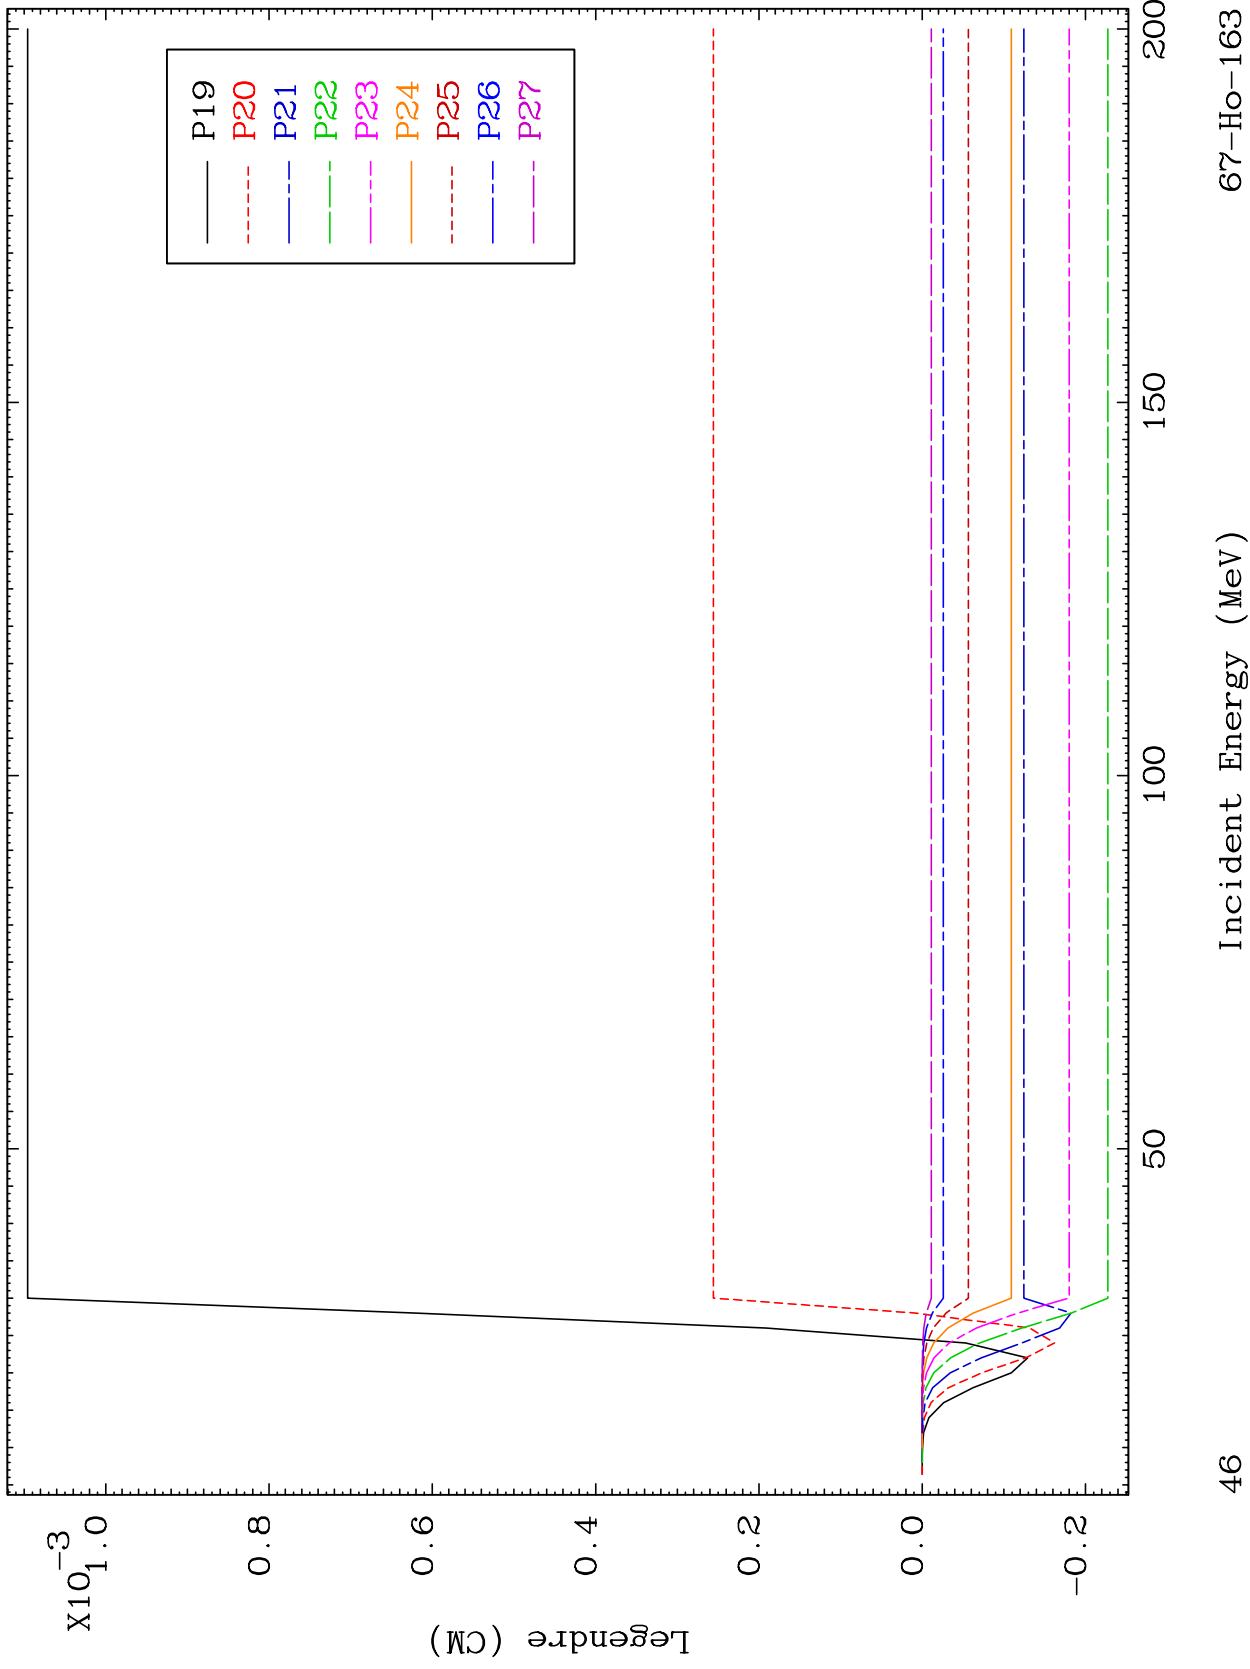 X10⁻³
1.0
0.8
0.6
0.4
0.2
0.0
-0.2
Legendre (CM)
P19
P20
P21
P22
P23
P24
P25
P26
P27
50
100
150
200
Incident Energy (MeV)
46
67-Ho-163